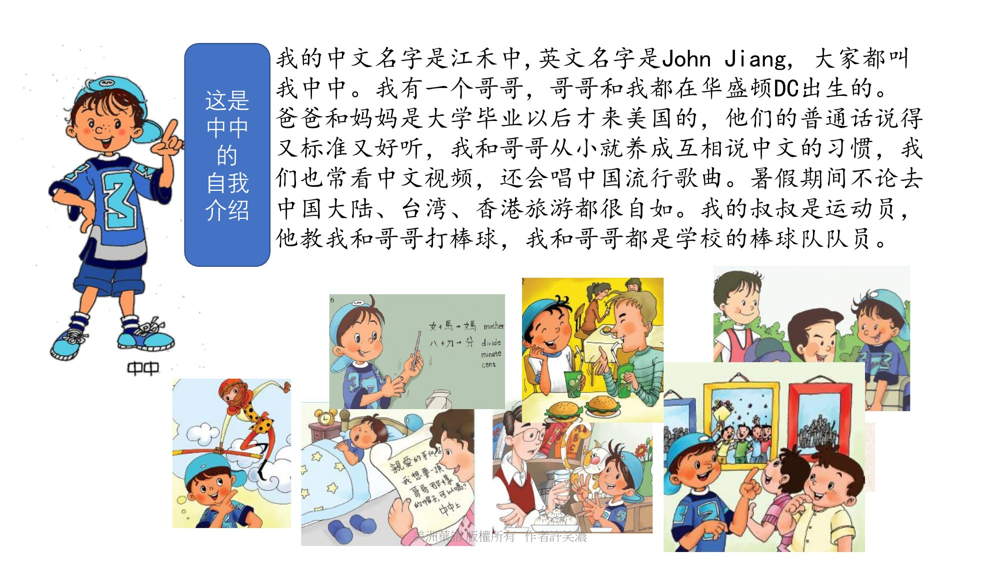 这是
中中
的
自我
介绍
我的中文名字是江禾中,英文名字是John Jiang, 大家都叫
我中中。我有一个哥哥，哥哥和我都在华盛顿DC出生的。
爸爸和妈妈是大学毕业以后才来美国的，他们的普通话说得
又标准又好听，我和哥哥从小就养成互相说中文的习惯，我
们也常看中文视频，还会唱中国流行歌曲。暑假期间不论去
中国大陆、台湾、香港旅游都很自如。我的叔叔是运动员，
他教我和哥哥打棒球，我和哥哥都是学校的棒球队队员。
中中
6
女+馬→媽 mother
八+刀→分 divide
minute
cent
2
親愛的牙仙
我想要一頂
哥哥那樣
的帽子,可以嗎?
中中上
美洲華語 版權所有 作者許笑濃